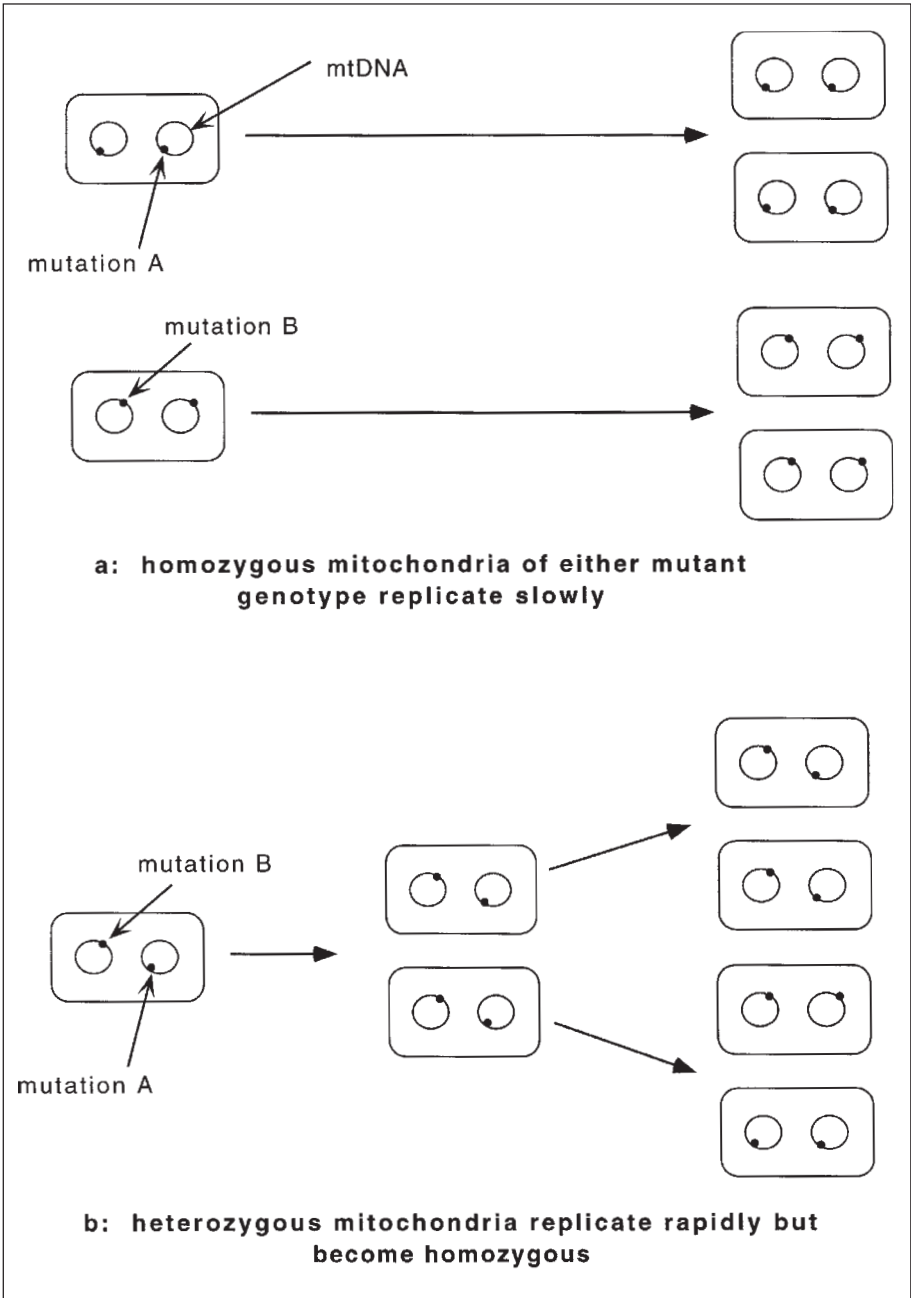 mtDNA
mutation A
mutation B
a: homozygous mitochondria of either mutant
genotype replicate slowly
mutation B
mutation A
b: heterozygous mitochondria replicate rapidly but
become homozygous